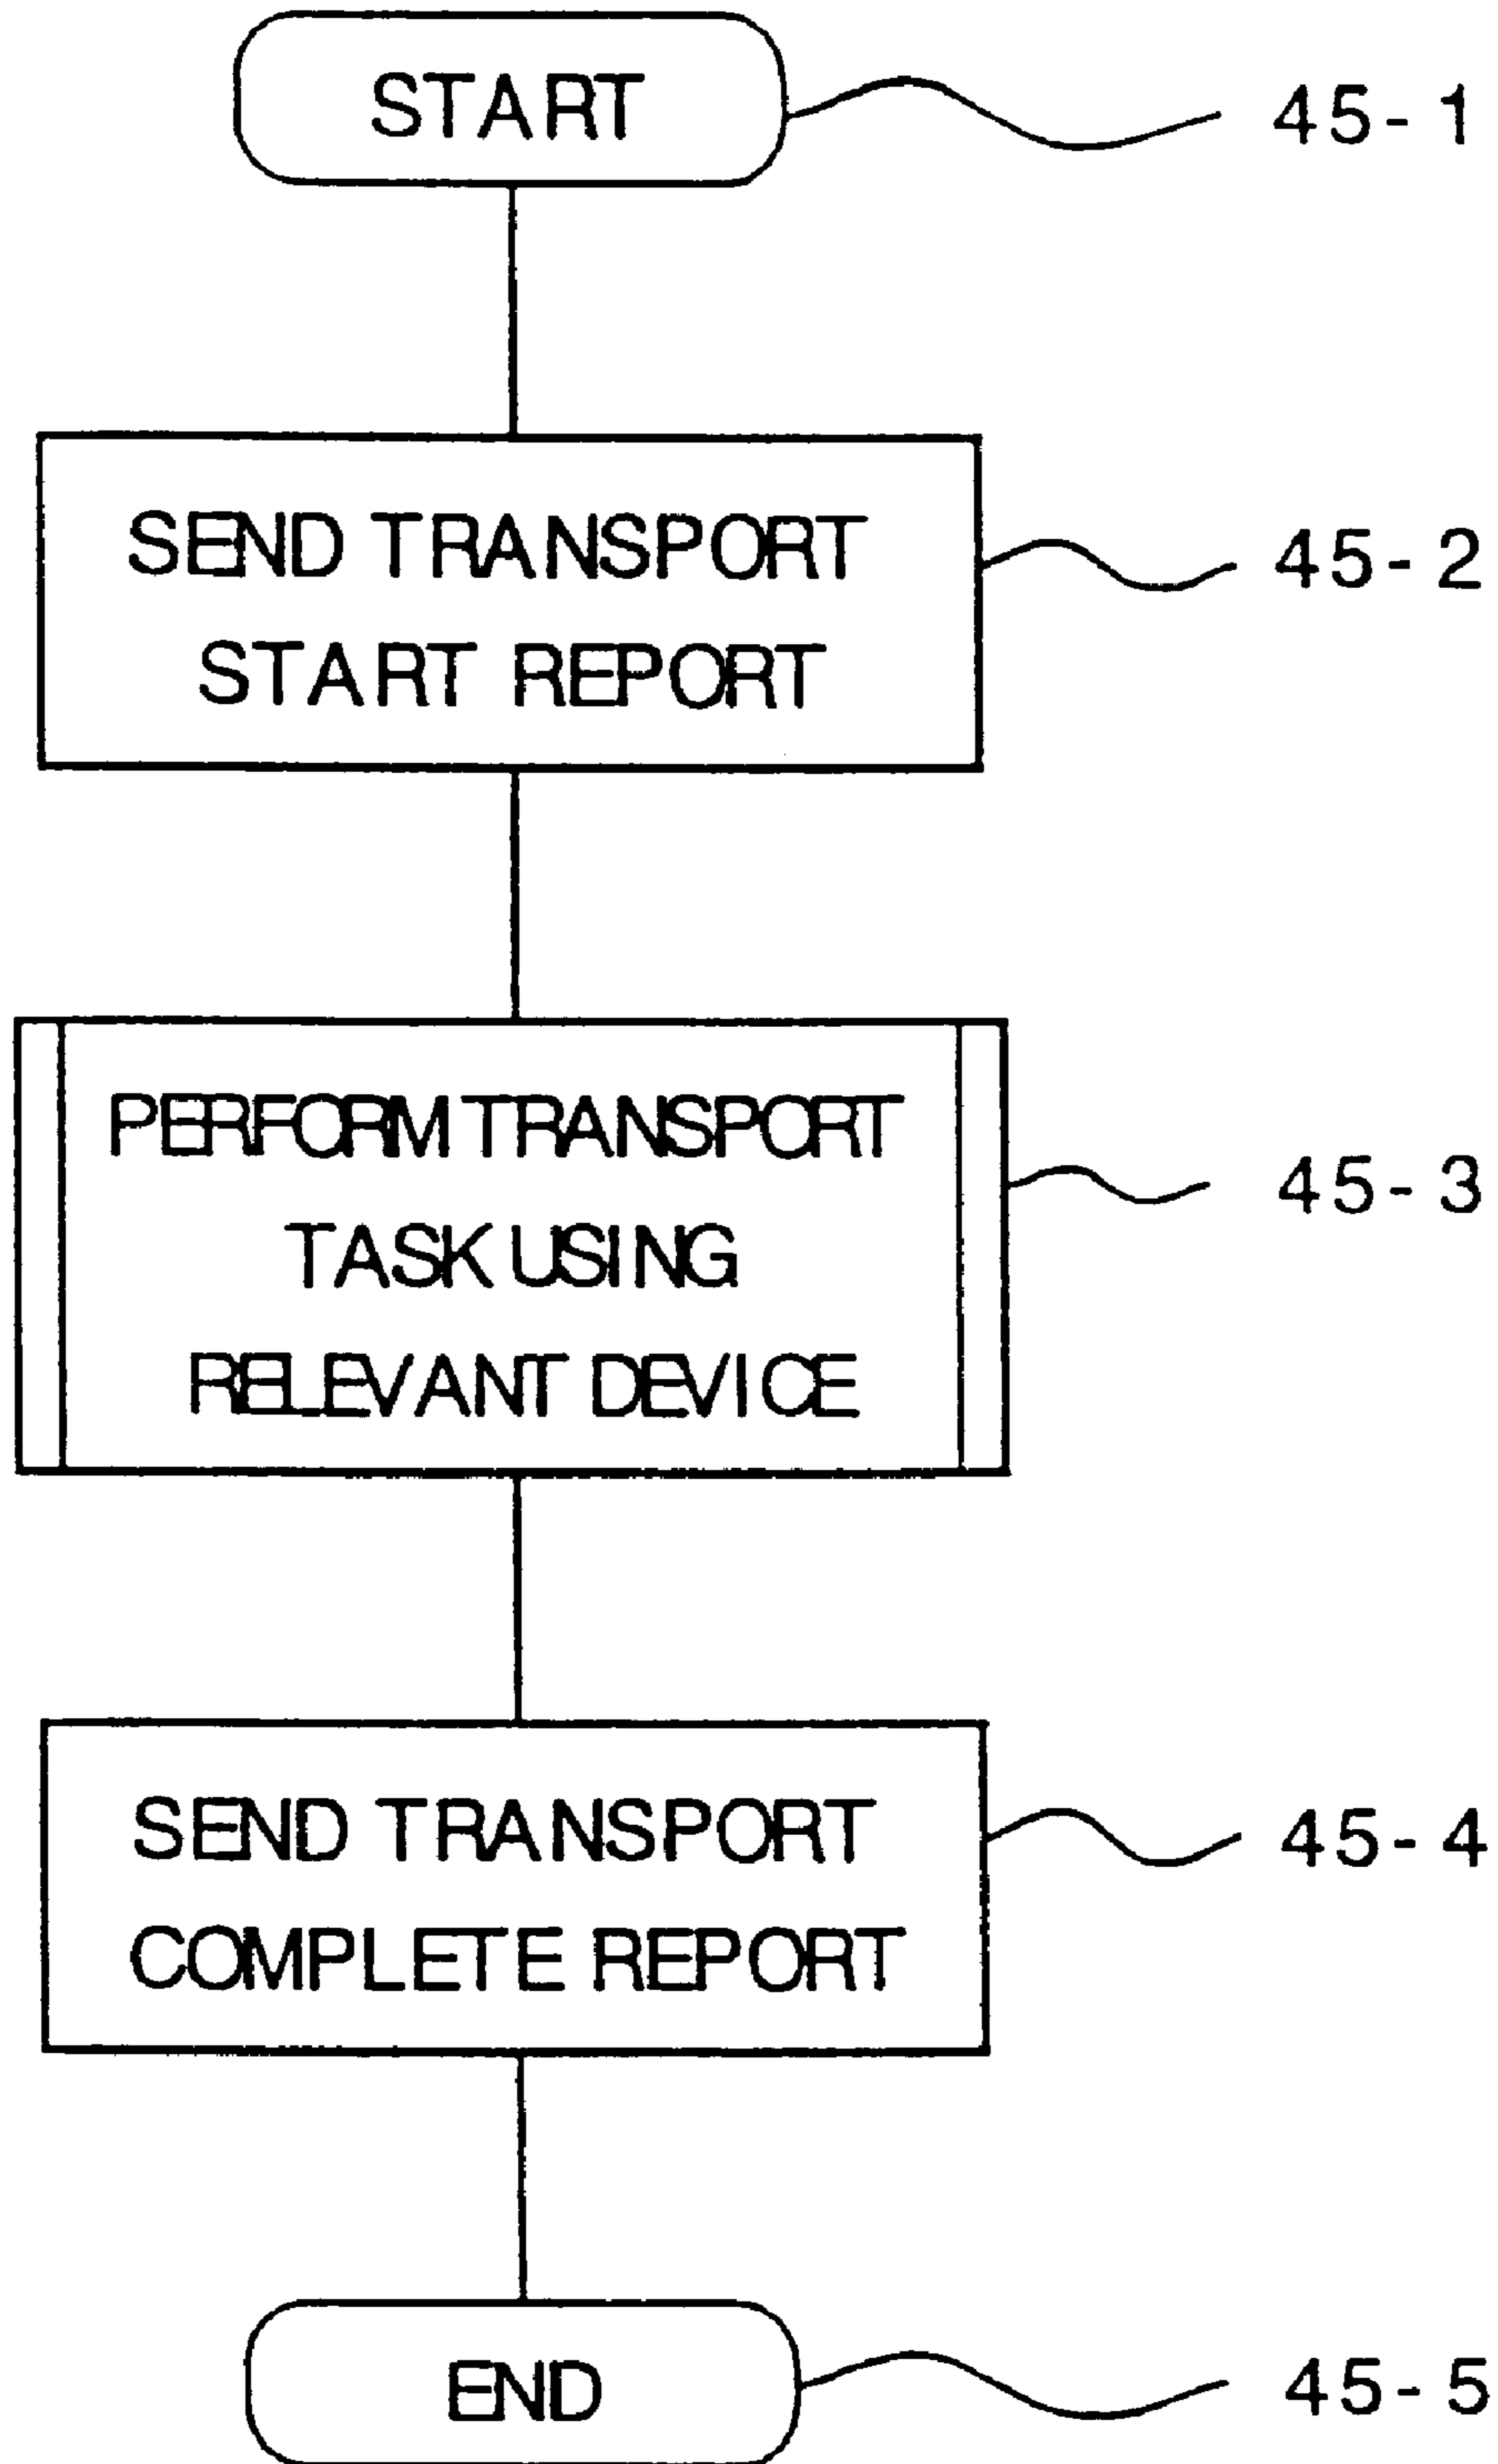 START
45-1
SEND TRANSPORT
START REPORT
45-2
PERFORM TRANSPORT
TASK USING
RELEVANT DEVICE
45-3
SEND TRANSPORT
COMPLETE REPORT
45-4
END
45-5